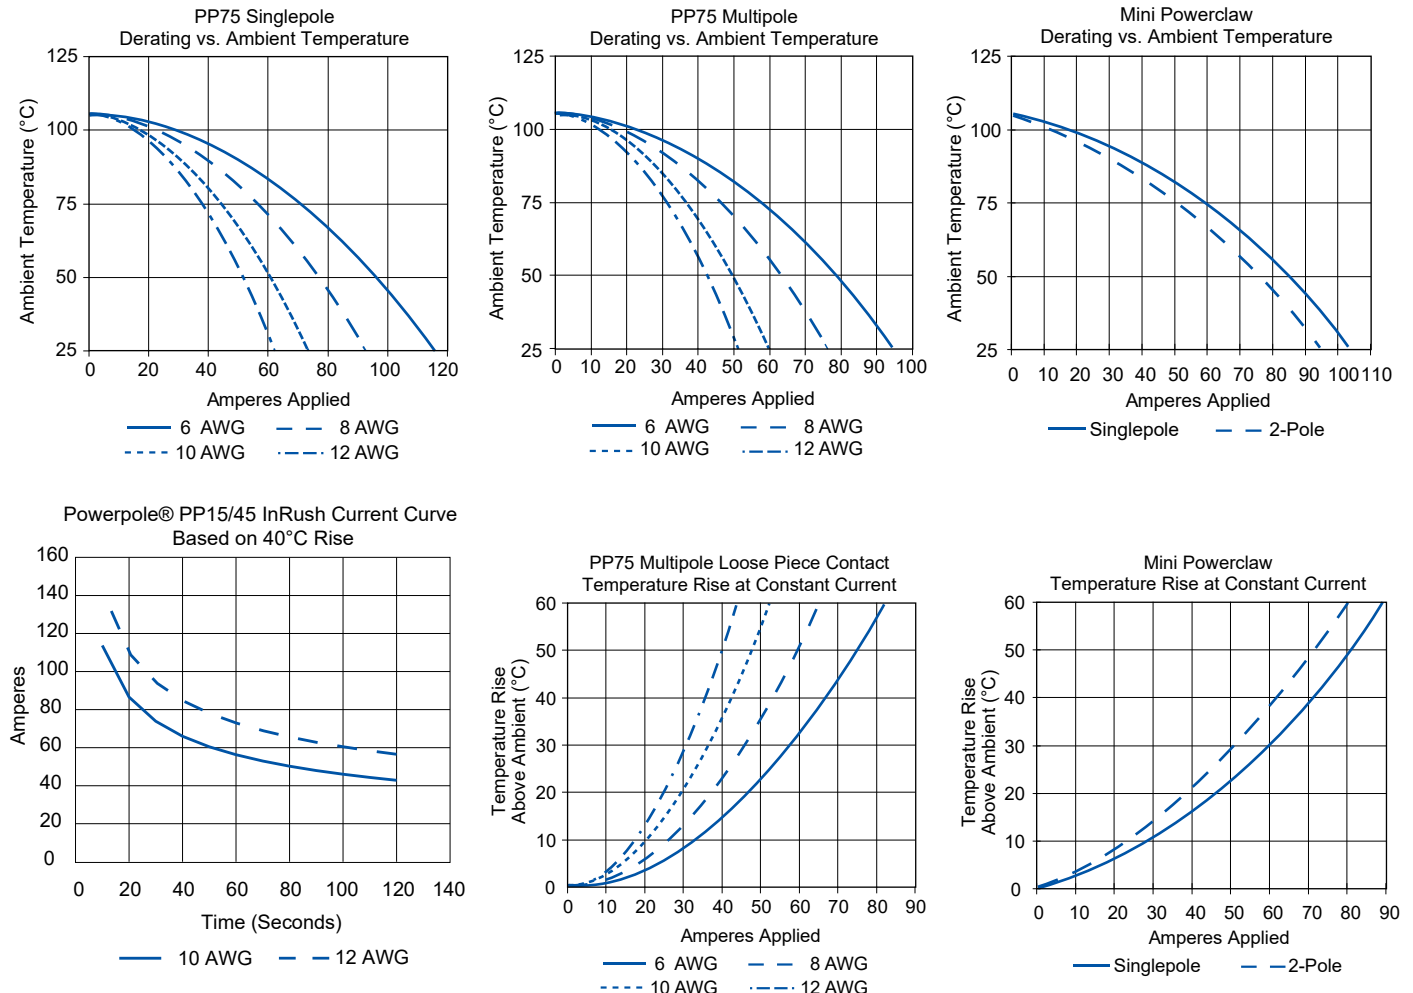 PP75 Singlepole
Derating vs. Ambient Temperature
Ambient Temperature (°C)
125
100
75
50
25
0 20 40 60 80 100 120
Amperes Applied
6 AWG 8 AWG
10 AWG 12 AWG
PP75 Multipole
Derating vs. Ambient Temperature
Ambient Temperature (°C)
125
100
75
50
25
0 10 20 30 40 50 60 70 80 90 100
Amperes Applied
6 AWG 8 AWG
10 AWG 12 AWG
Mini Powerclaw
Derating vs. Ambient Temperature
Ambient Temperature (°C)
125
100
75
50
25
0 10 20 30 40 50 60 70 80 90 100 110
Amperes Applied
Singlepole 2-Pole
Powerpole® PP15/45 InRush Current Curve
Based on 40°C Rise
Amperes
160
140
120
100
80
60
40
20
0
0 20 40 60 80 100 120 140
Time (Seconds)
10 AWG 12 AWG
PP75 Multipole Loose Piece Contact
Temperature Rise at Constant Current
Temperature Rise
Above Ambient (°C)
60
50
40
30
20
10
0
0 10 20 30 40 50 60 70 80 90
Amperes Applied
6 AWG 8 AWG
10 AWG 12 AWG
Mini Powerclaw
Temperature Rise at Constant Current
Temperature Rise
Above Ambient (°C)
60
50
40
30
20
10
0
0 10 20 30 40 50 60 70 80 90
Amperes Applied
Singlepole 2-Pole